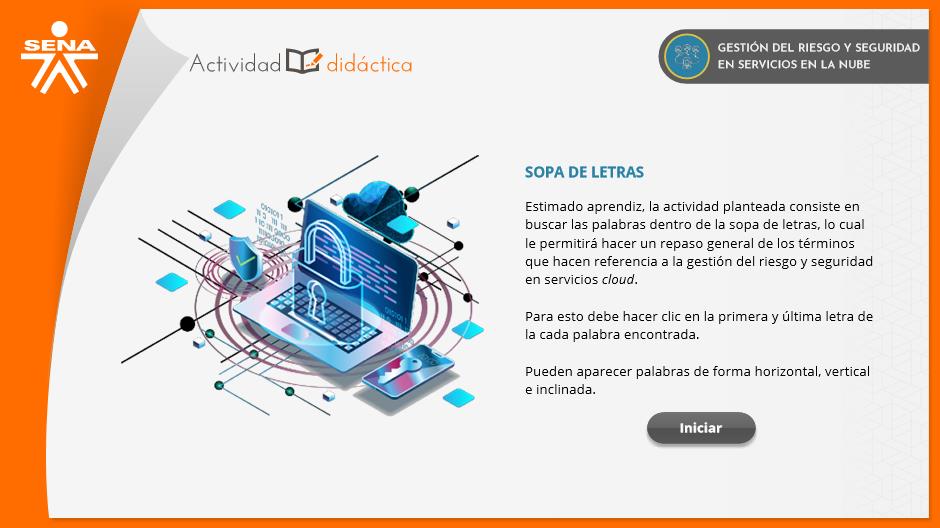 SENA
Actividad didáctica
GESTIÓN DEL RIESGO Y SEGURIDAD
EN SERVICIOS EN LA NUBE
SOPA DE LETRAS
Estimado aprendiz, la actividad planteada consiste en
buscar las palabras dentro de la sopa de letras, lo cual
le permitirá hacer un repaso general de los términos
que hacen referencia a la gestión del riesgo y seguridad
en servicios cloud.
Para esto debe hacer clic en la primera y última letra de
la cada palabra encontrada.
Pueden aparecer palabras de forma horizontal, vertical
e inclinada.
Iniciar